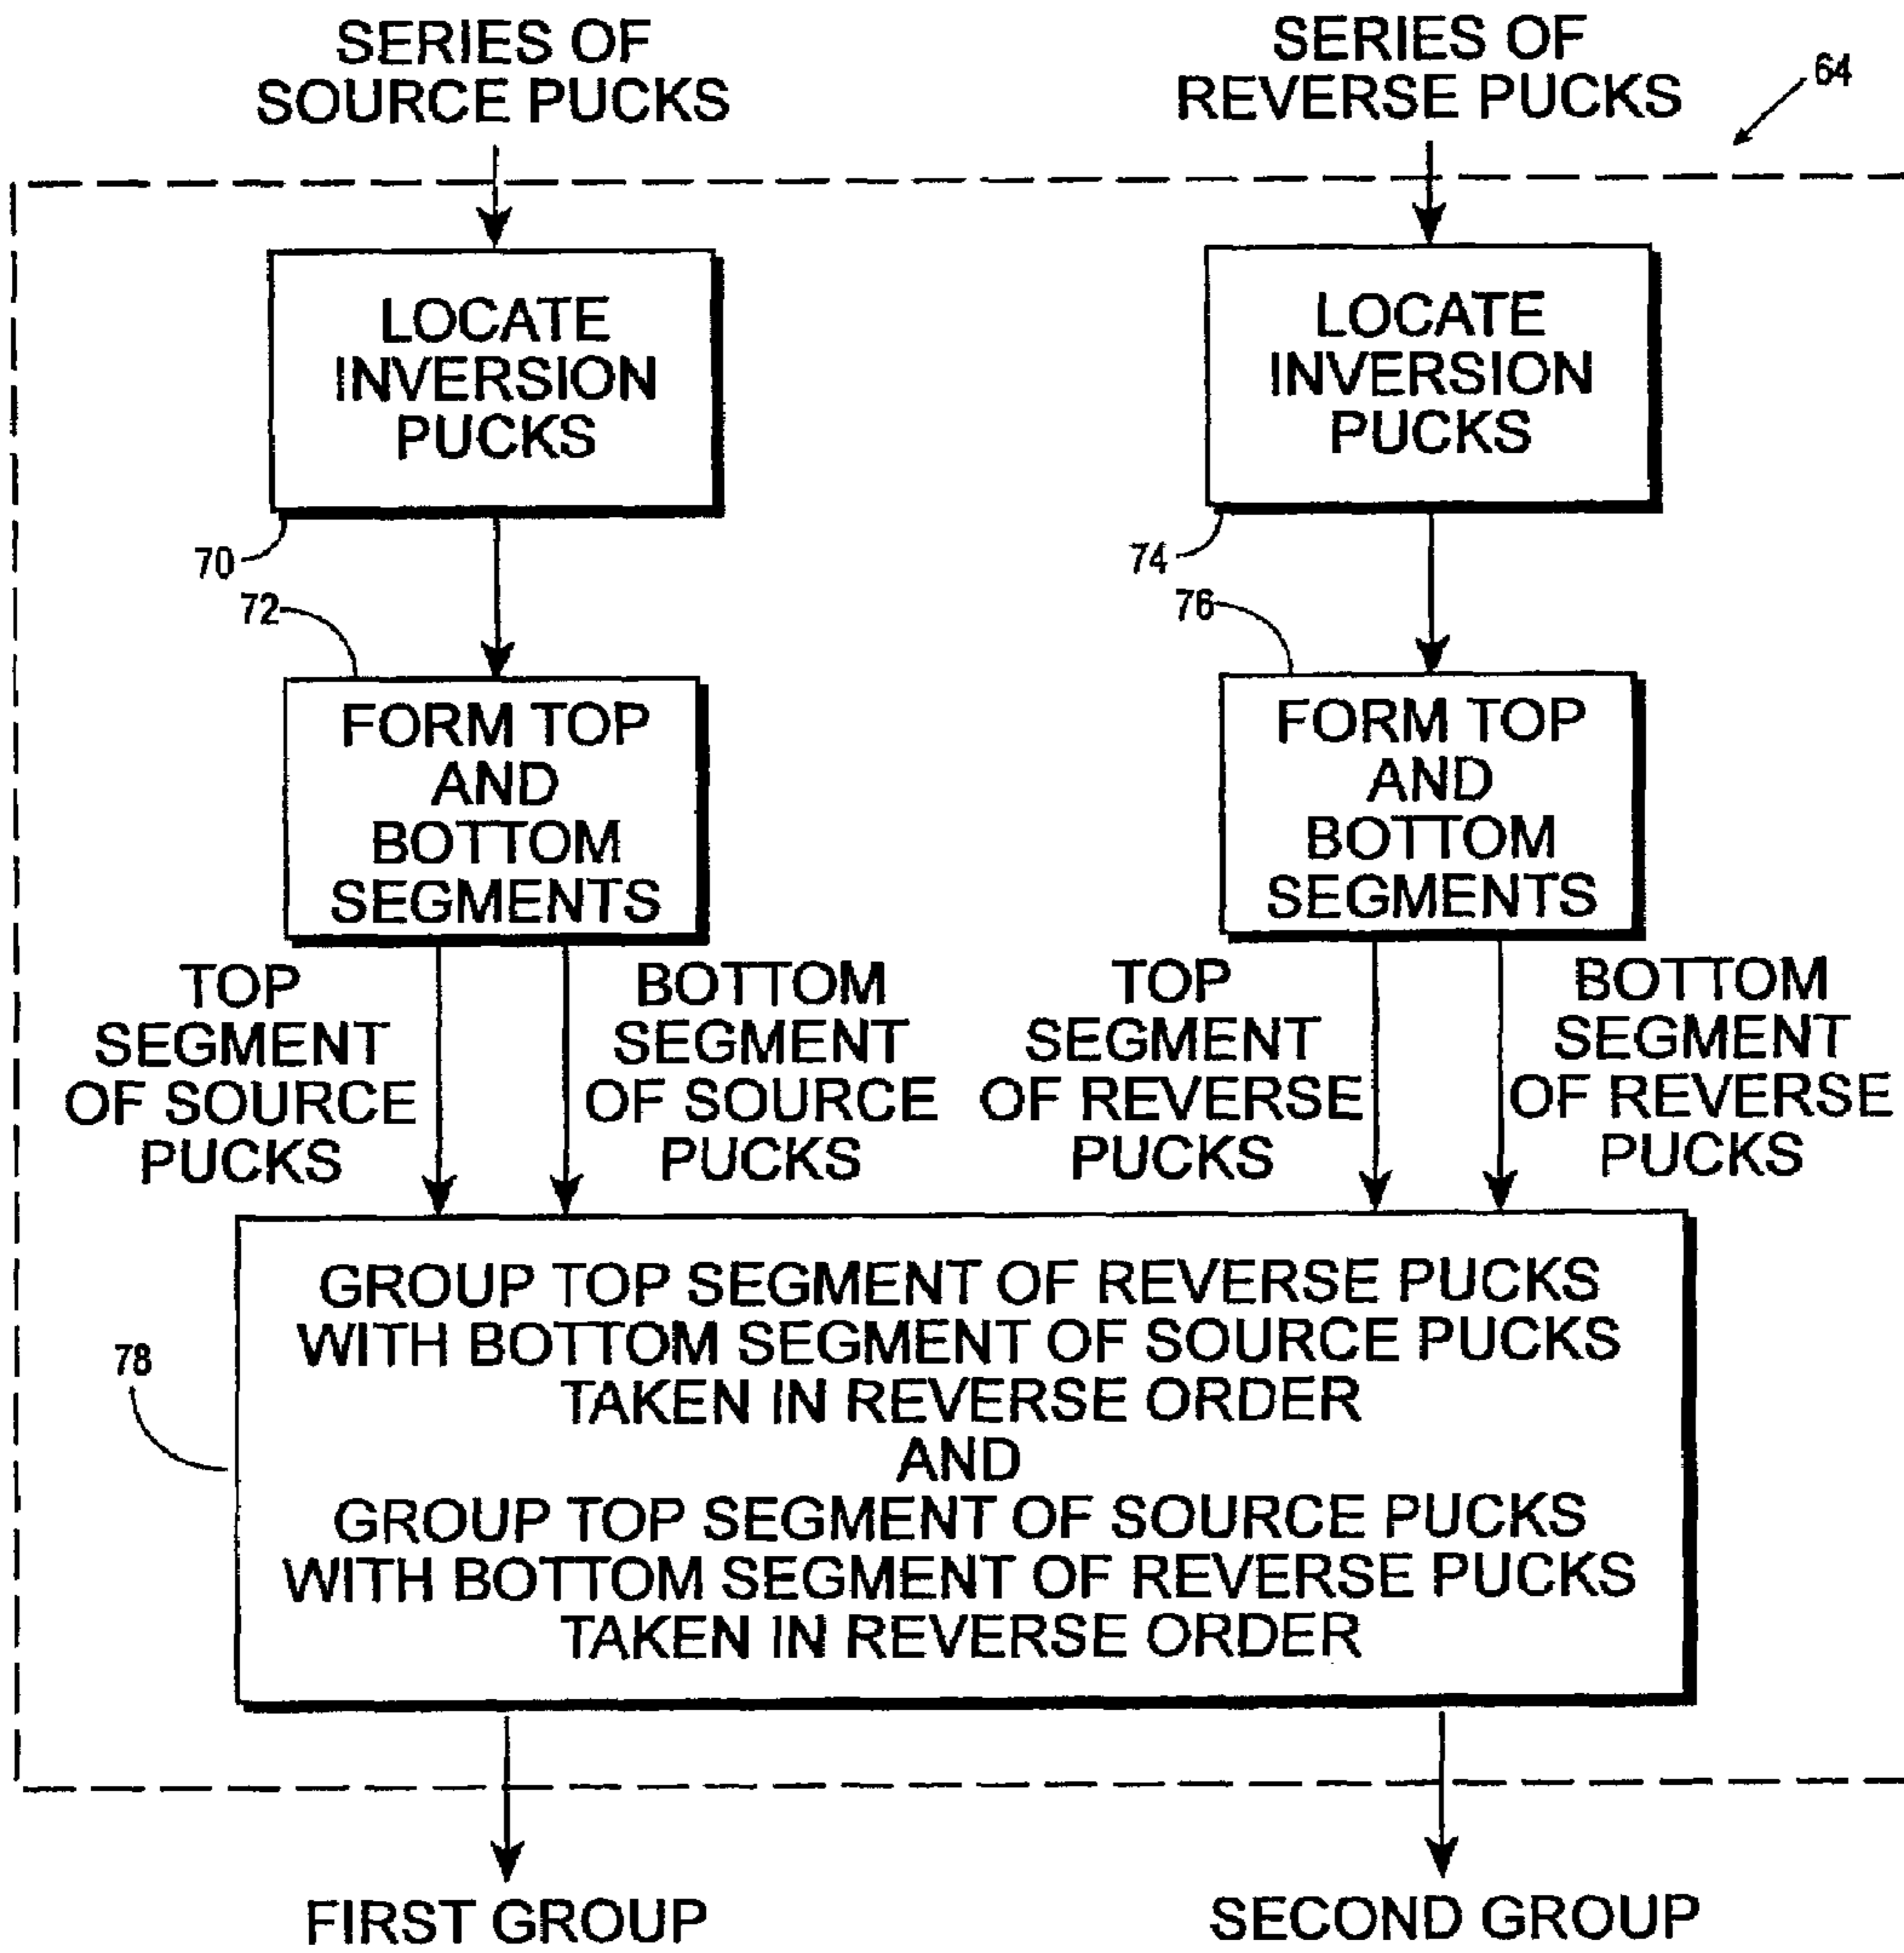 SERIES OF
SOURCE PUCKS
SERIES OF
REVERSE PUCKS
64
LOCATE
INVERSION
PUCKS
70
LOCATE
INVERSION
PUCKS
74
72
FORM TOP
AND
BOTTOM
SEGMENTS
76
FORM TOP
AND
BOTTOM
SEGMENTS
TOP
SEGMENT
OF SOURCE
PUCKS
BOTTOM
SEGMENT
OF SOURCE
PUCKS
TOP
SEGMENT
OF REVERSE
PUCKS
BOTTOM
SEGMENT
OF REVERSE
PUCKS
78
GROUP TOP SEGMENT OF REVERSE PUCKS
WITH BOTTOM SEGMENT OF SOURCE PUCKS
TAKEN IN REVERSE ORDER
AND
GROUP TOP SEGMENT OF SOURCE PUCKS
WITH BOTTOM SEGMENT OF REVERSE PUCKS
TAKEN IN REVERSE ORDER
FIRST GROUP
SECOND GROUP